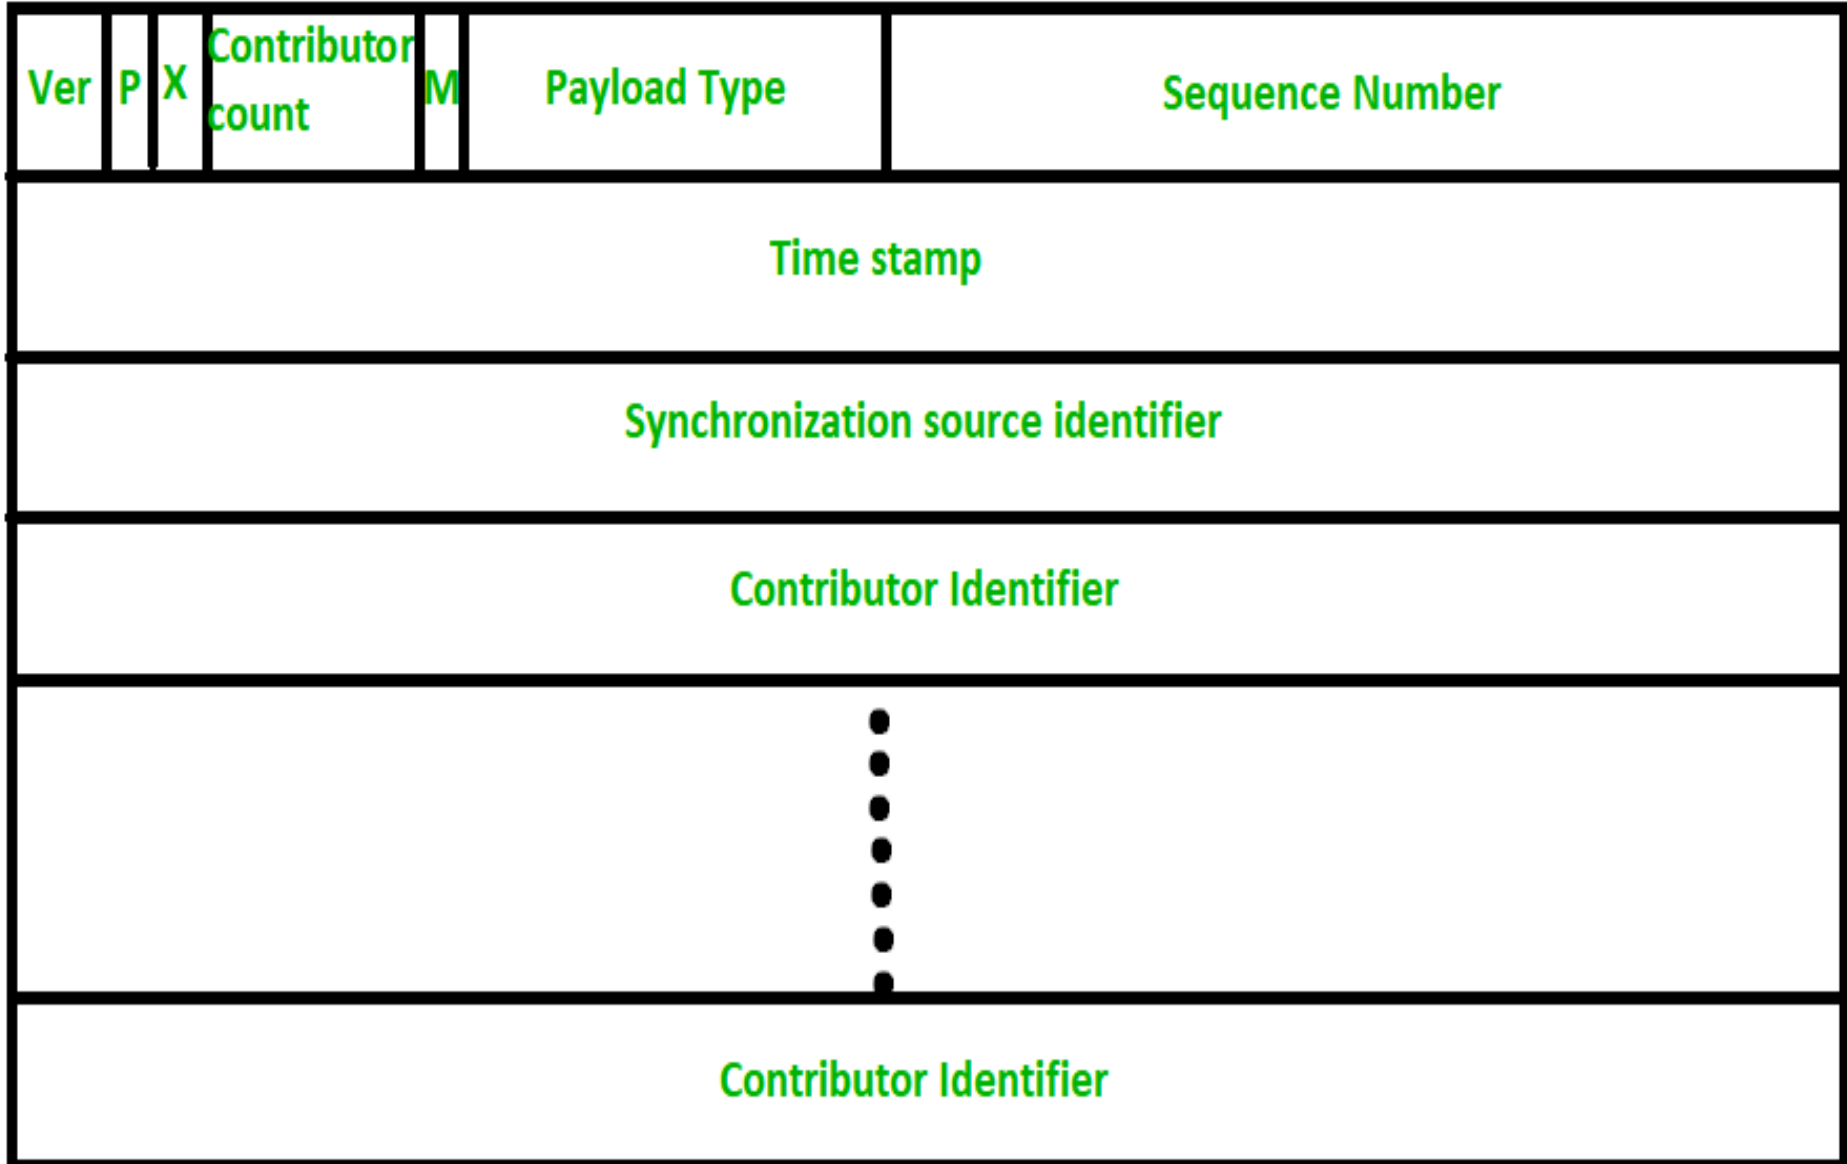 Ver
P
X
Contributor
count
M
Payload Type
Sequence Number
Time stamp
Synchronization source identifier
Contributor Identifier
Contributor Identifier